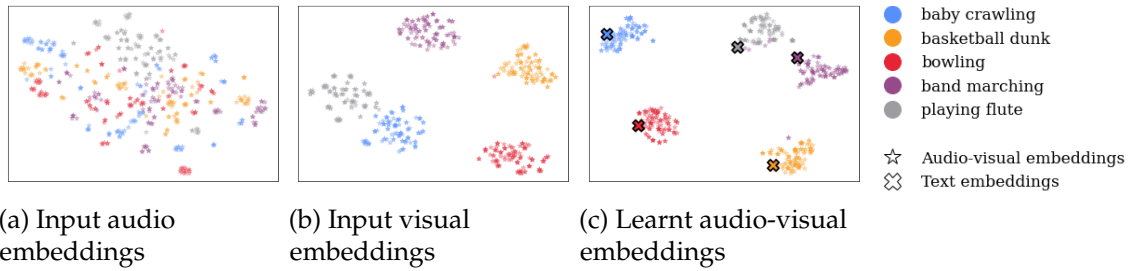 baby crawling
basketball dunk
bowling
band marching
playing flute
Audio-visual embeddings
Text embeddings
(a) Input audio
embeddings
(b) Input visual
embeddings
(c) Learnt audio-visual
embeddings